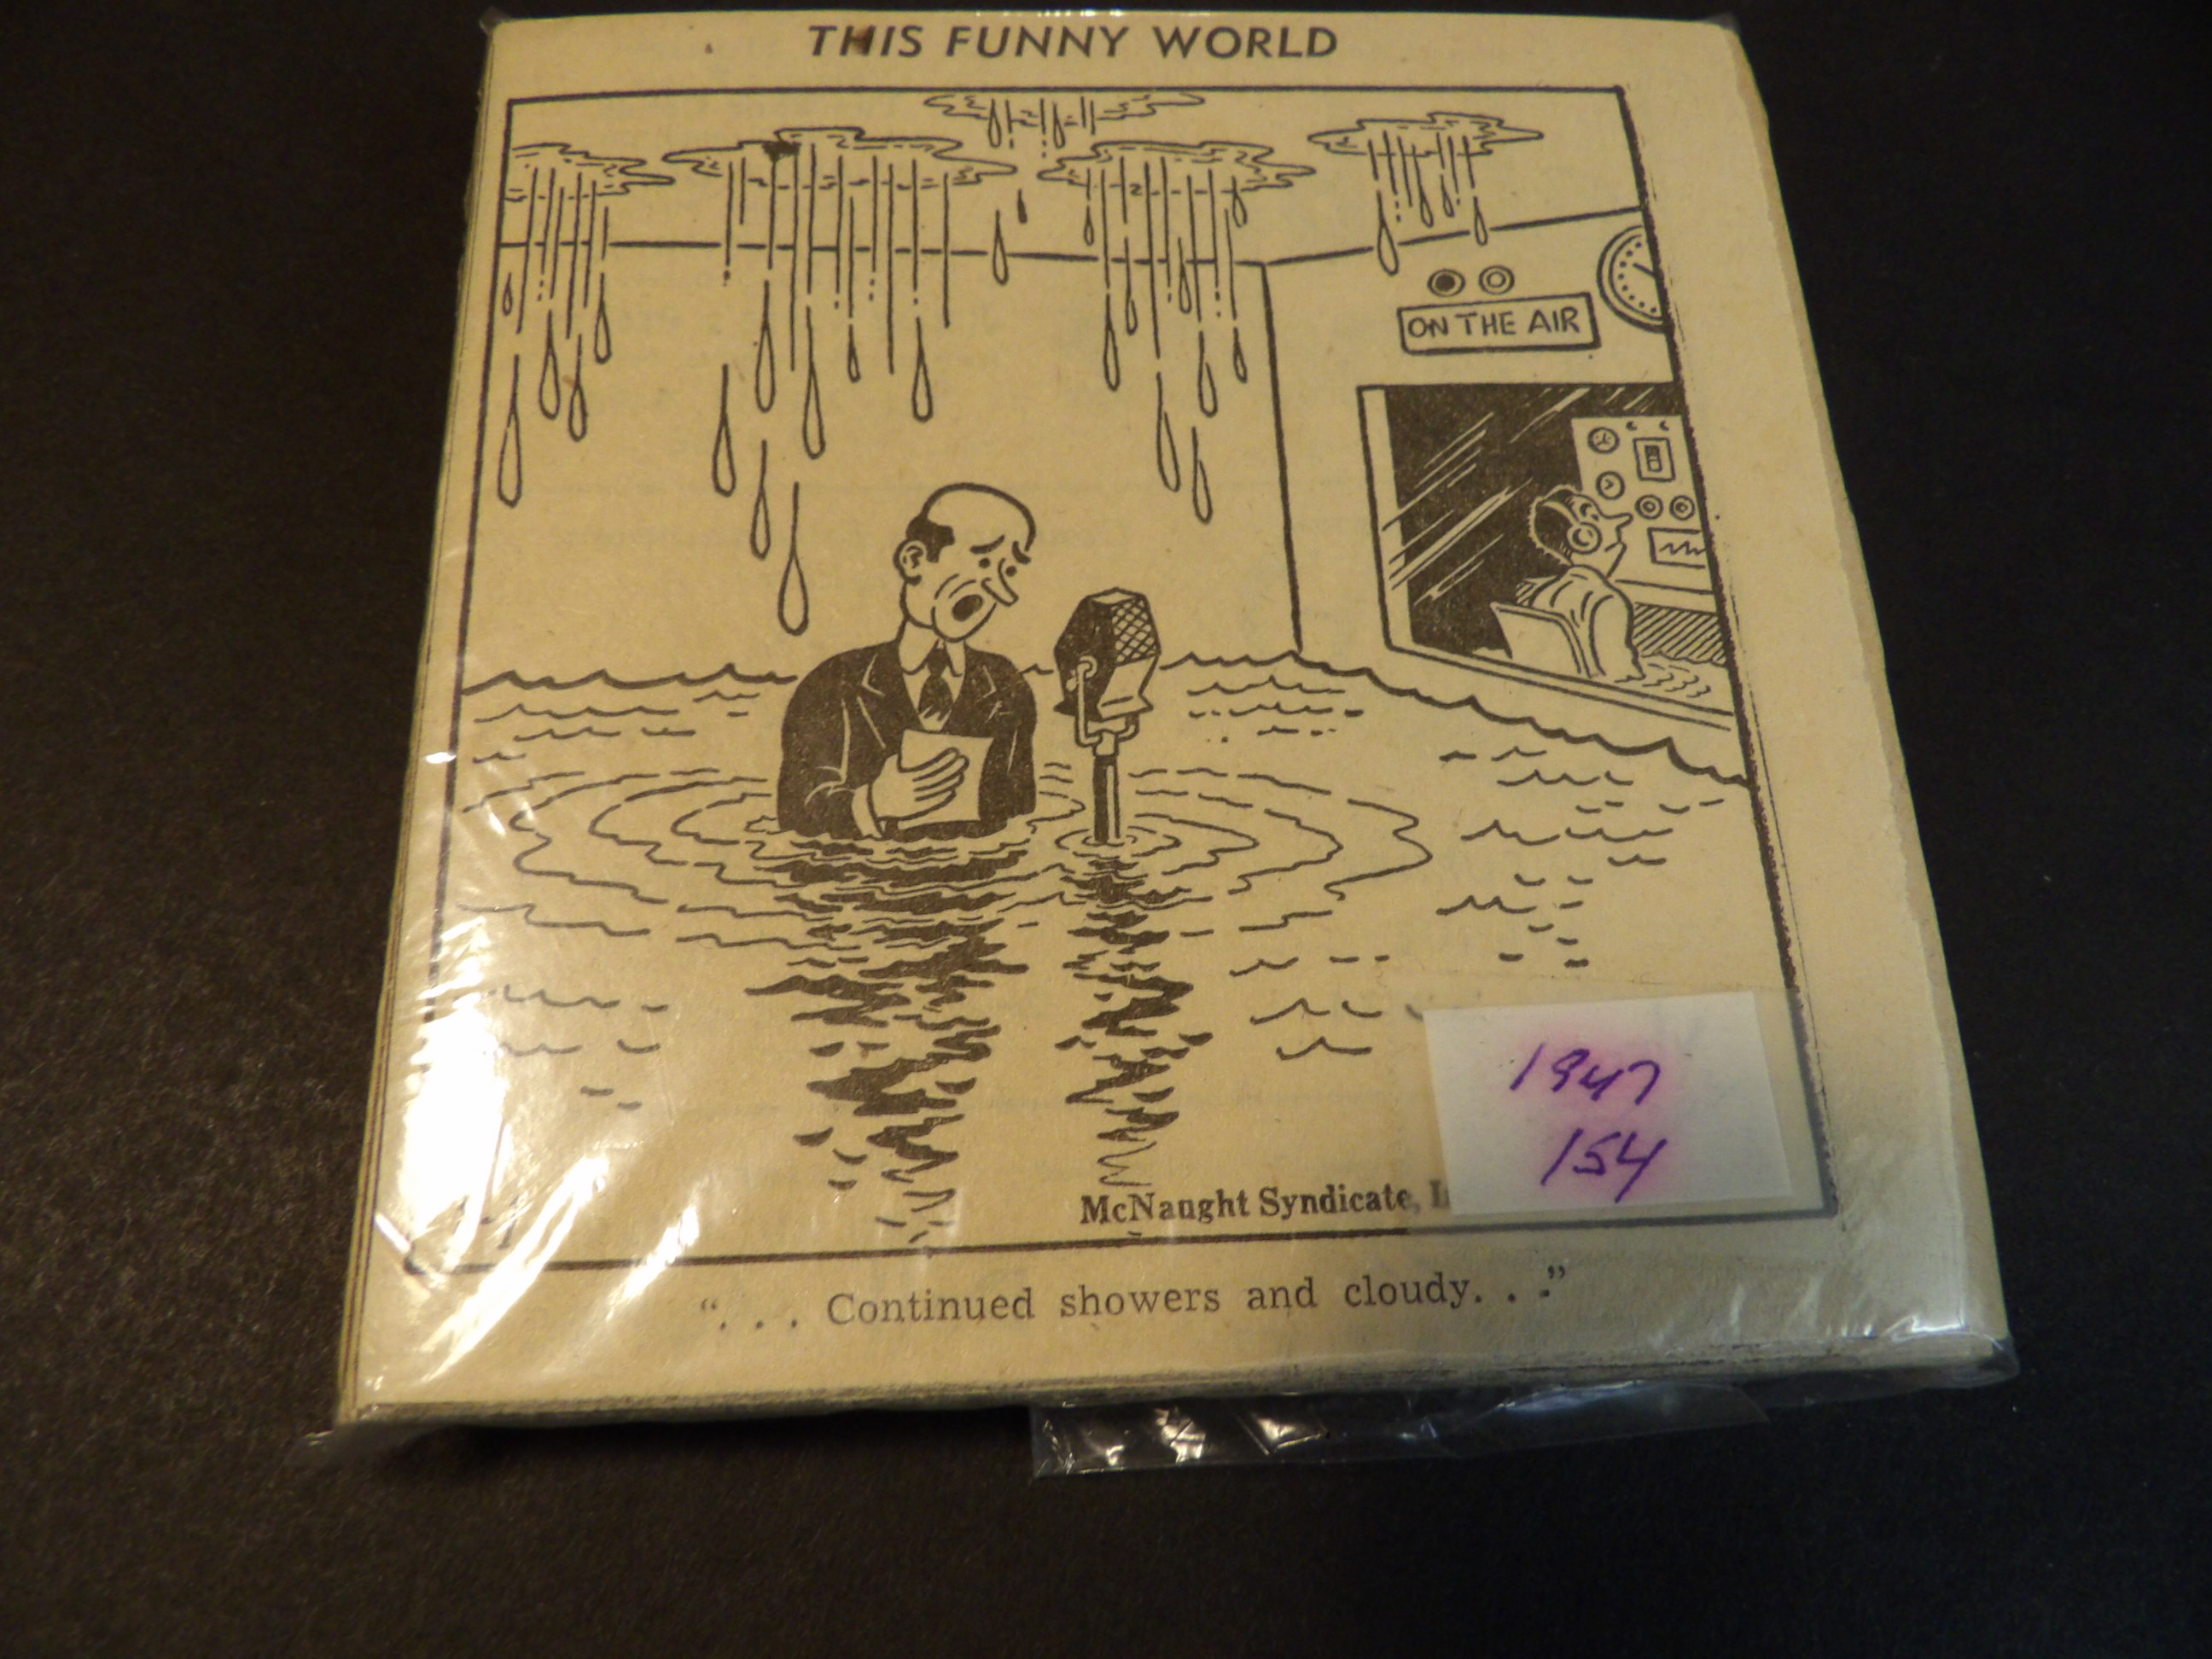 THIS FUNNY WORLD
ON THE AIR
1947
154
McNaught Syndicate,
". . . Continued showers and cloudy. . ."